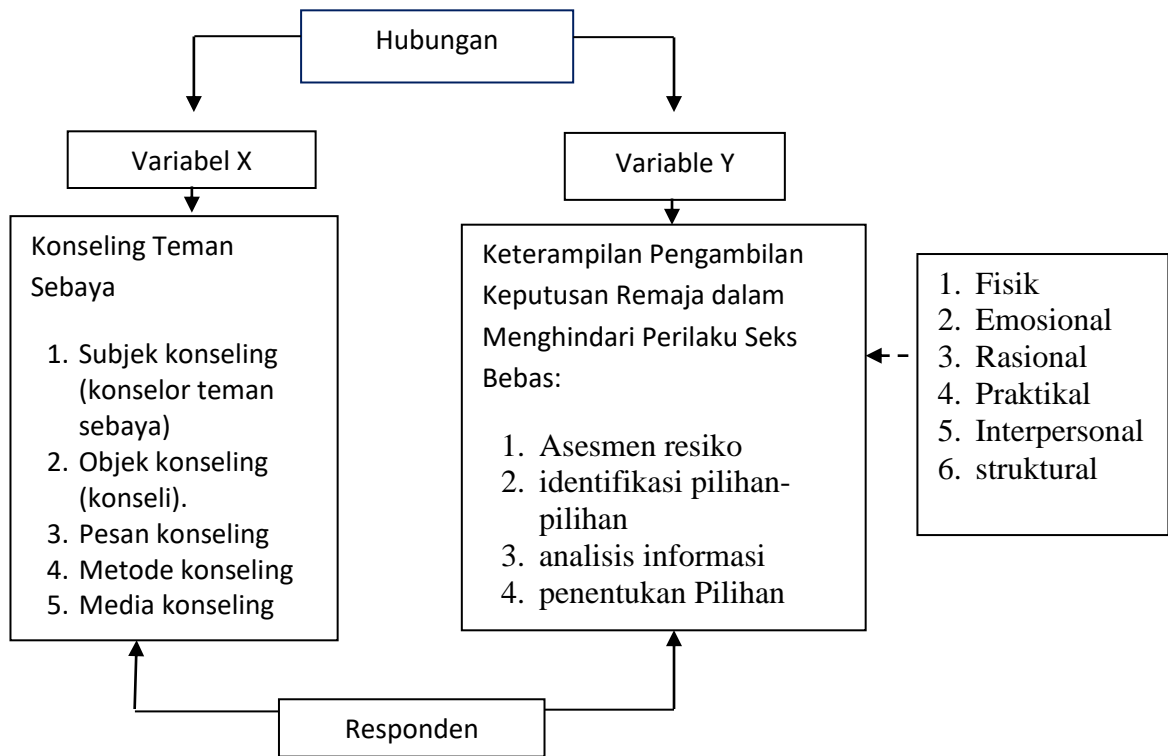 Hubungan
Variabel X
Variable Y
Konseling Teman
Sebaya
1. Subjek konseling
(konselor teman
sebaya)
2. Objek konseling
(konseli).
3. Pesan konseling
4. Metode konseling
5. Media konseling
Keterampilan Pengambilan
Keputusan Remaja dalam
Menghindari Perilaku Seks
Bebas:
1. Asesmen resiko
2. identifikasi pilihan-
pilihan
3. analisis informasi
4. penentukan Pilihan
1. Fisik
2. Emosional
3. Rasional
4. Praktikal
5. Interpersonal
6. struktural
Responden